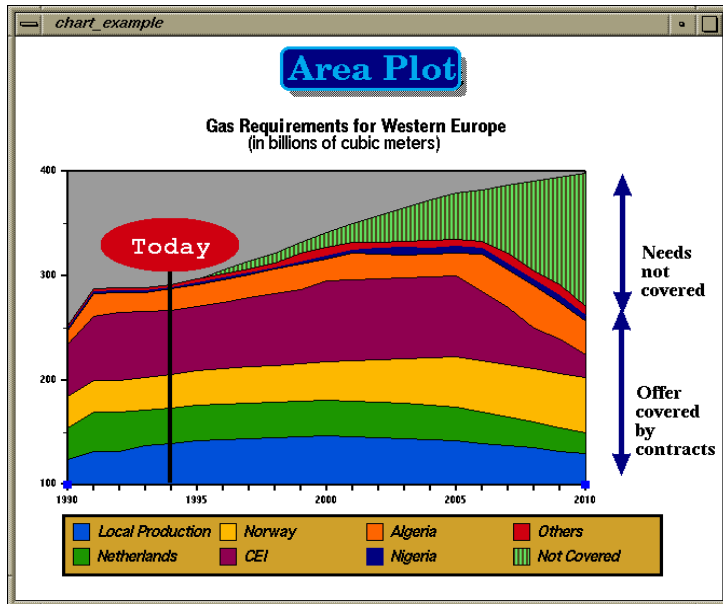 chart_example
Area Plot
Gas Requirements for Western Europe
(in billions of cubic meters)
400
300
200
100
Today
1990
1995
2000
2005
2010
Needs
not
covered
Offer
covered
by
contracts
Local Production
Norway
Algeria
Others
Netherlands
CEI
Nigeria
Not Covered